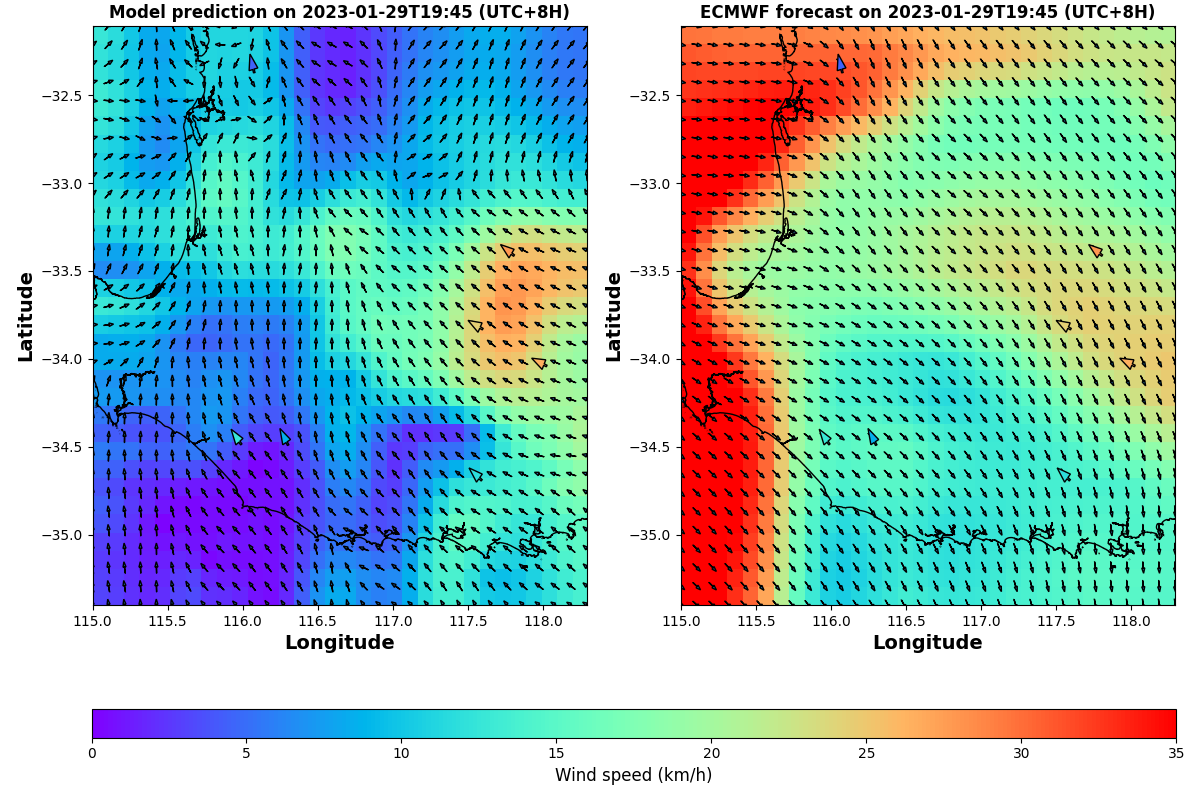 Model prediction on 2023-01-29T19:45 (UTC+8H) ECMWF forecast on 2023-01-29T19:45 (UTC+8H)
−32.5 −32.5
−33.0 −33.0
−33.5 −33.5
−34.0 −34.0
−34.5 −34.5
−35.0 −35.0
Latitude Latitude
115.0 115.5 116.0 116.5 117.0 117.5 118.0 115.0 115.5 116.0 116.5 117.0 117.5 118.0
Longitude Longitude
0 5 10 15 20 25 30 35
Wind speed (km/h)